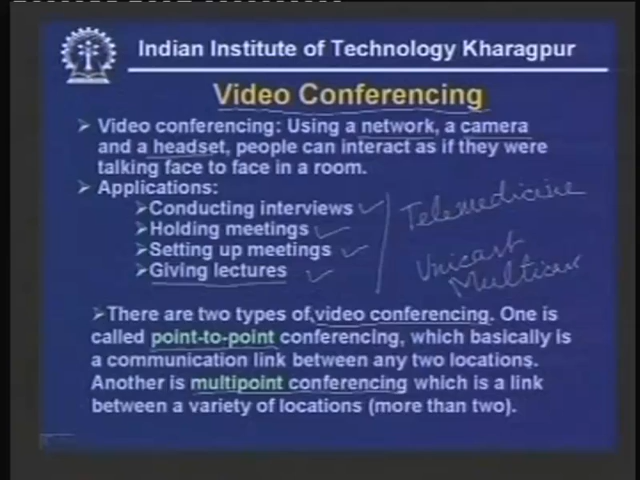 Indian Institute of Technology Kharagpur
Video Conferencing
➢ Video conferencing: Using a network, a camera
and a headset, people can interact as if they were
talking face to face in a room.
➢ Applications:
➢Conducting interviews
➢Holding meetings
➢Setting up meetings
➢Giving lectures
Telemedicine
Unicast
Multicast
➢There are two types of video conferencing. One is
called point-to-point conferencing, which basically is
a communication link between any two locations.
Another is multipoint conferencing which is a link
between a variety of locations (more than two).